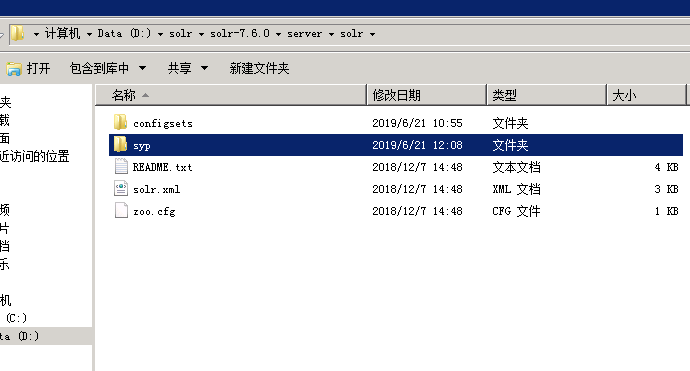 计算机 Data (D:) solr solr-7.6.0 server solr
打开 包含到库中 共享 新建文件夹
名称 修改日期 类型 大小
夹
载
面
近访问的位置
频
片
档
乐
机
(C:)
ta (D:)
configsets 2019/6/21 10:55 文件夹
syp 2019/6/21 12:08 文件夹
README.txt 2018/12/7 14:48 文本文档 4 KB
solr.xml 2018/12/7 14:48 XML 文档 3 KB
zoo.cfg 2018/12/7 14:48 CFG 文件 1 KB